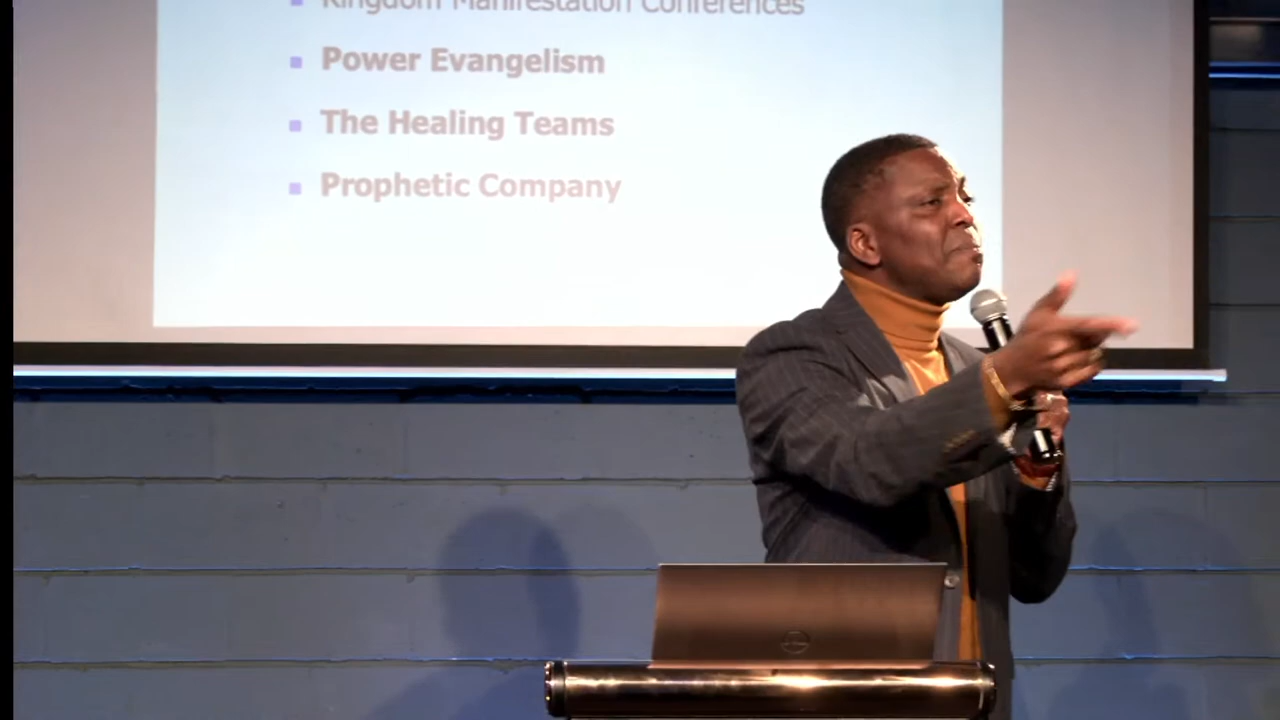 Kingdom Manifestation Conferences
Power Evangelism
The Healing Teams
Prophetic Company